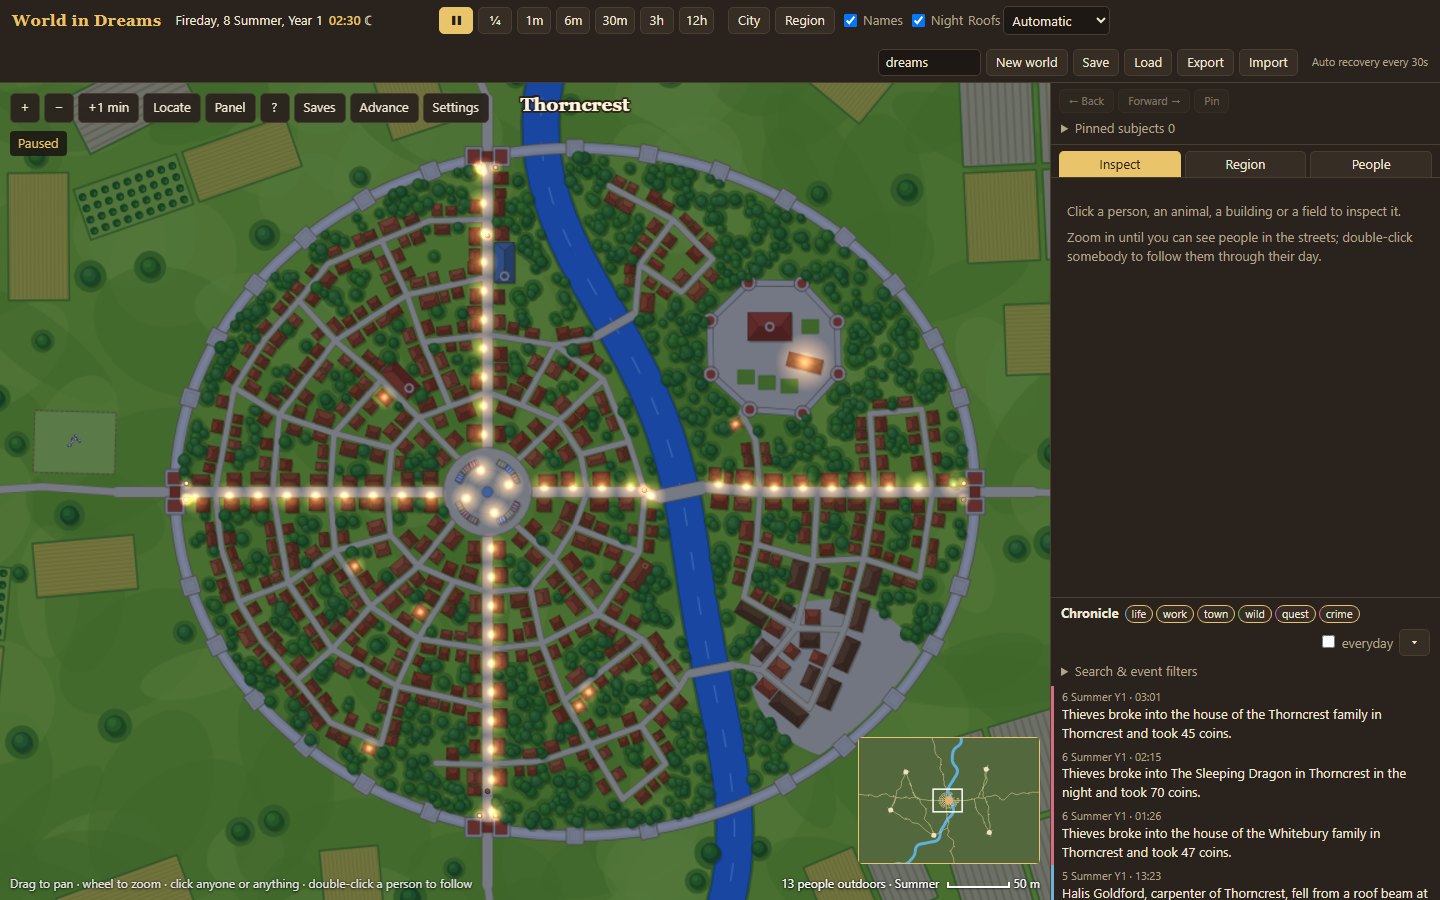 World in Dreams Fireday, 8 Summer, Year 1 02:30 ☾ ¼ 1m 6m 30m 3h 12h City Region Names Night Roofs Automatic
dreams New world Save Load Export Import Auto recovery every 30s
+ − +1 min Locate Panel ? Saves Advance Settings
Paused
Thorncrest
← Back Forward → Pin
Pinned subjects 0
Inspect Region People
Click a person, an animal, a building or a field to inspect it.
Zoom in until you can see people in the streets; double-click
somebody to follow them through their day.
Chronicle life work town wild quest crime
everyday
Search & event filters
6 Summer Y1 · 03:01
Thieves broke into the house of the Thorncrest family in
Thorncrest and took 45 coins.
6 Summer Y1 · 02:15
Thieves broke into The Sleeping Dragon in Thorncrest in the
night and took 70 coins.
6 Summer Y1 · 01:26
Thieves broke into the house of the Whitebury family in
Thorncrest and took 47 coins.
5 Summer Y1 · 13:23
Halis Goldford, carpenter of Thorncrest, fell from a roof beam at
Drag to pan · wheel to zoom · click anyone or anything · double-click a person to follow
13 people outdoors · Summer 50 m